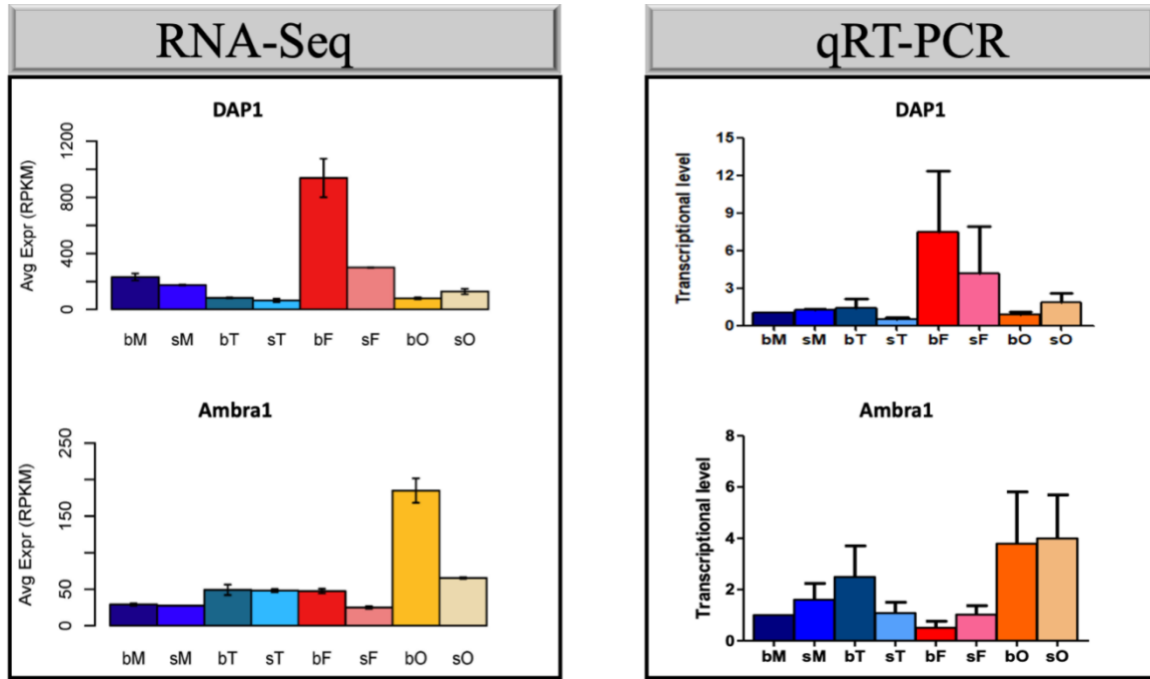 RNA-Seq
DAP1
Avg Expr (RPKM)
1200
800
400
0
bM sM bT sT bF sF bO sO
Ambra1
Avg Expr (RPKM)
250
150
50
0
bM sM bT sT bF sF bO sO
qRT-PCR
DAP1
Transcriptional level
15
12
9
6
3
0
bM sM bT sT bF sF bO sO
Ambra1
Transcriptional level
8
6
4
2
0
bM sM bT sT bF sF bO sO